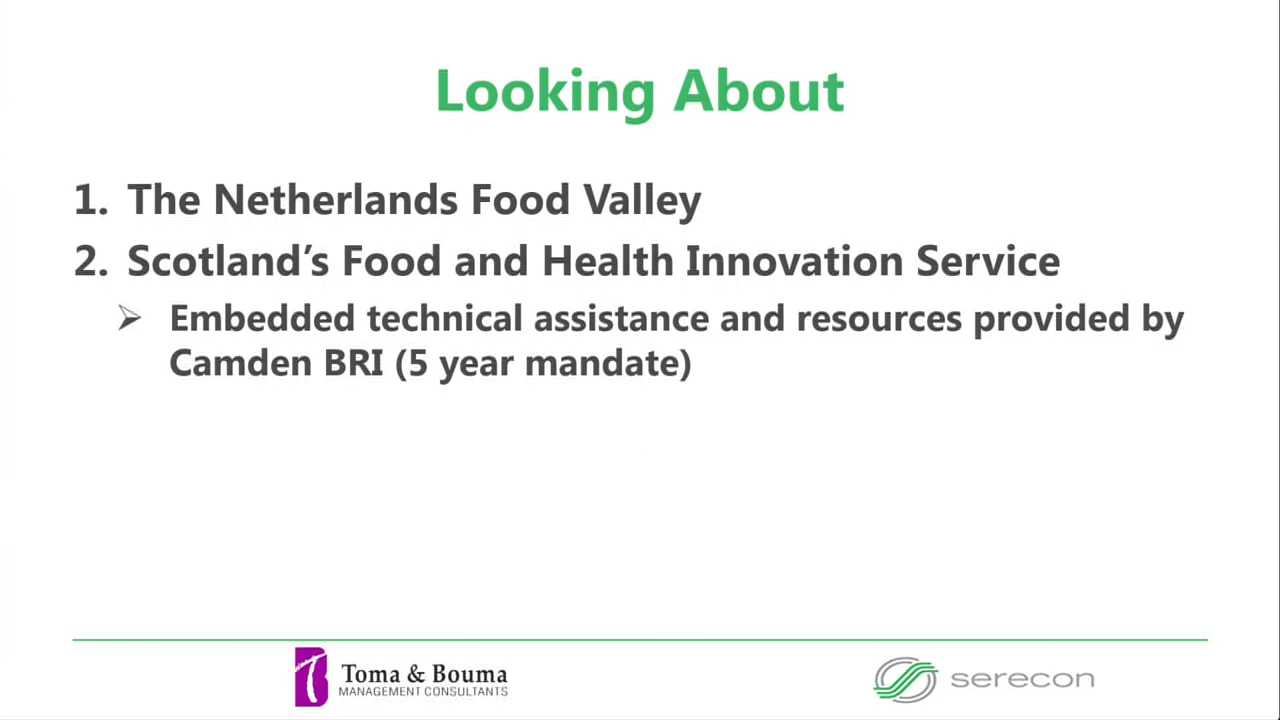 Looking About
1. The Netherlands Food Valley
2. Scotland’s Food and Health Innovation Service
➢ Embedded technical assistance and resources provided by
Camden BRI (5 year mandate)
Toma & Bouma
MANAGEMENT CONSULTANTS
serecon